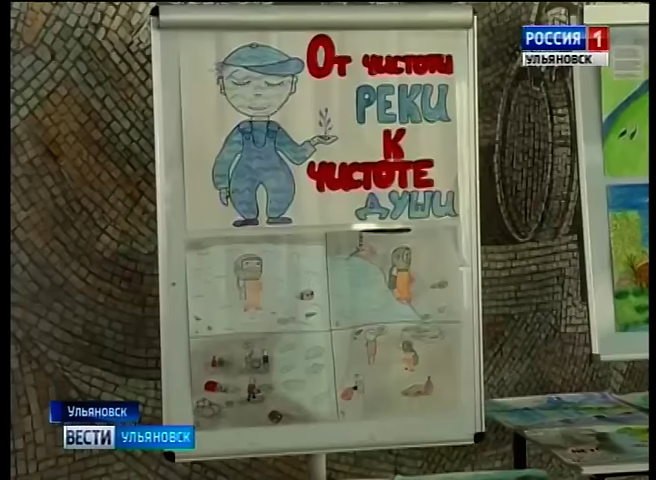 РОССИЯ 1
УЛЬЯНОВСК
От чистоты
РЕКИ
К
ЧИСТОТЕ
ДУШИ
Ульяновск
ВЕСТИ УЛЬЯНОВСК